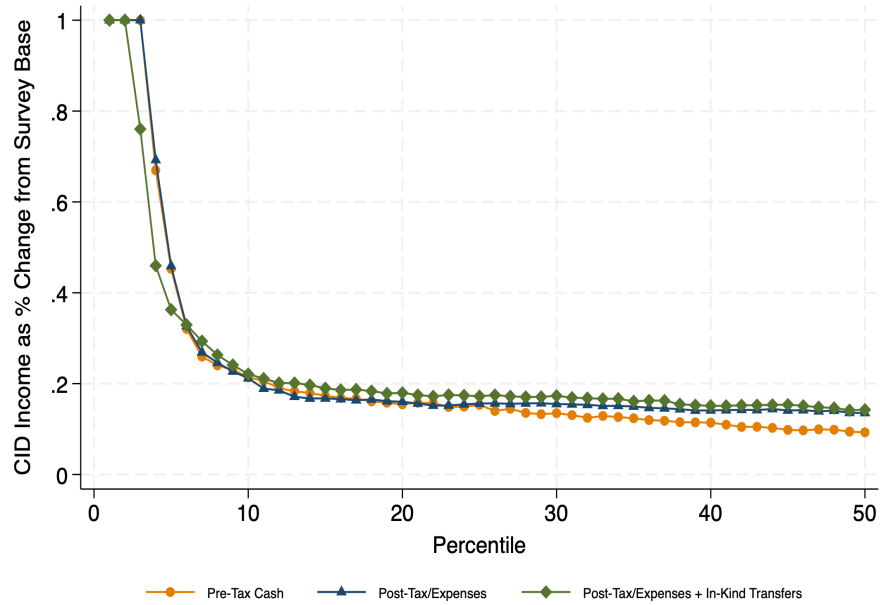 CID Income as % Change from Survey Base
1
.8
.6
.4
.2
0
0 10 20 30 40 50
Percentile
Pre-Tax Cash Post-Tax/Expenses Post-Tax/Expenses + In-Kind Transfers